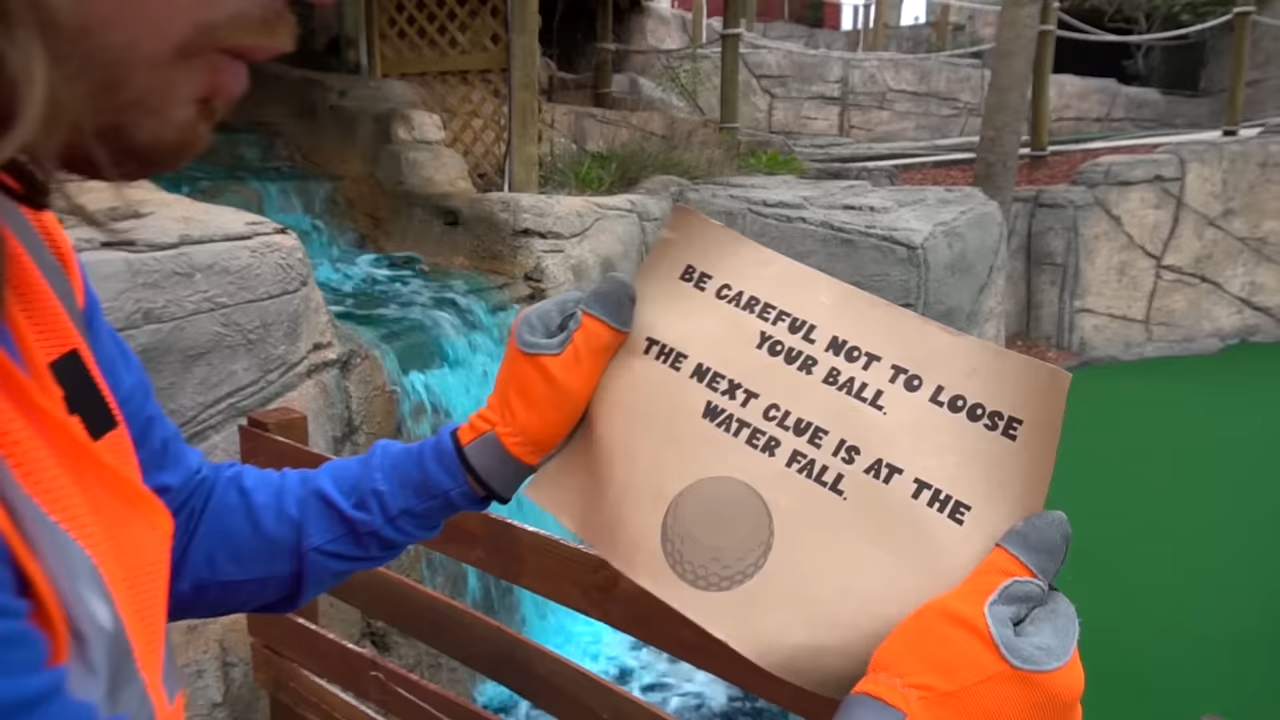 BE CAREFUL NOT TO LOOSE
YOUR BALL.
THE NEXT CLUE IS AT THE
WATER FALL.